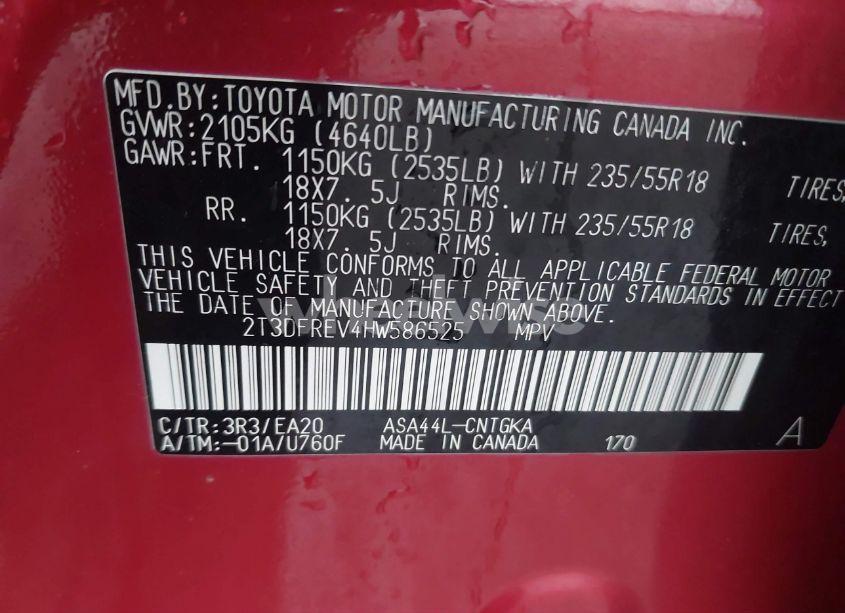 MFD.BY:TOYOTA MOTOR MANUFACTURING CANADA INC.
GVWR:2105KG (4640LB)
GAWR:FRT. 1150KG (2535LB) WITH 235/55R18 TIRES,
18X7. 5J RIMS.
RR. 1150KG (2535LB) WITH 235/55R18 TIRES,
18X7. 5J RIMS.
THIS VEHICLE CONFORMS TO ALL APPLICABLE FEDERAL MOTOR
VEHICLE SAFETY AND THEFT PREVENTION STANDARDS IN EFFECT
THE DATE OF MANUFACTURE SHOWN ABOVE.
2T3DFREV4HW586525 MPV
C/TR:3R3/EA20 ASA44L-CNTGKA
A/TM:-01A/U760F MADE IN CANADA 170 A